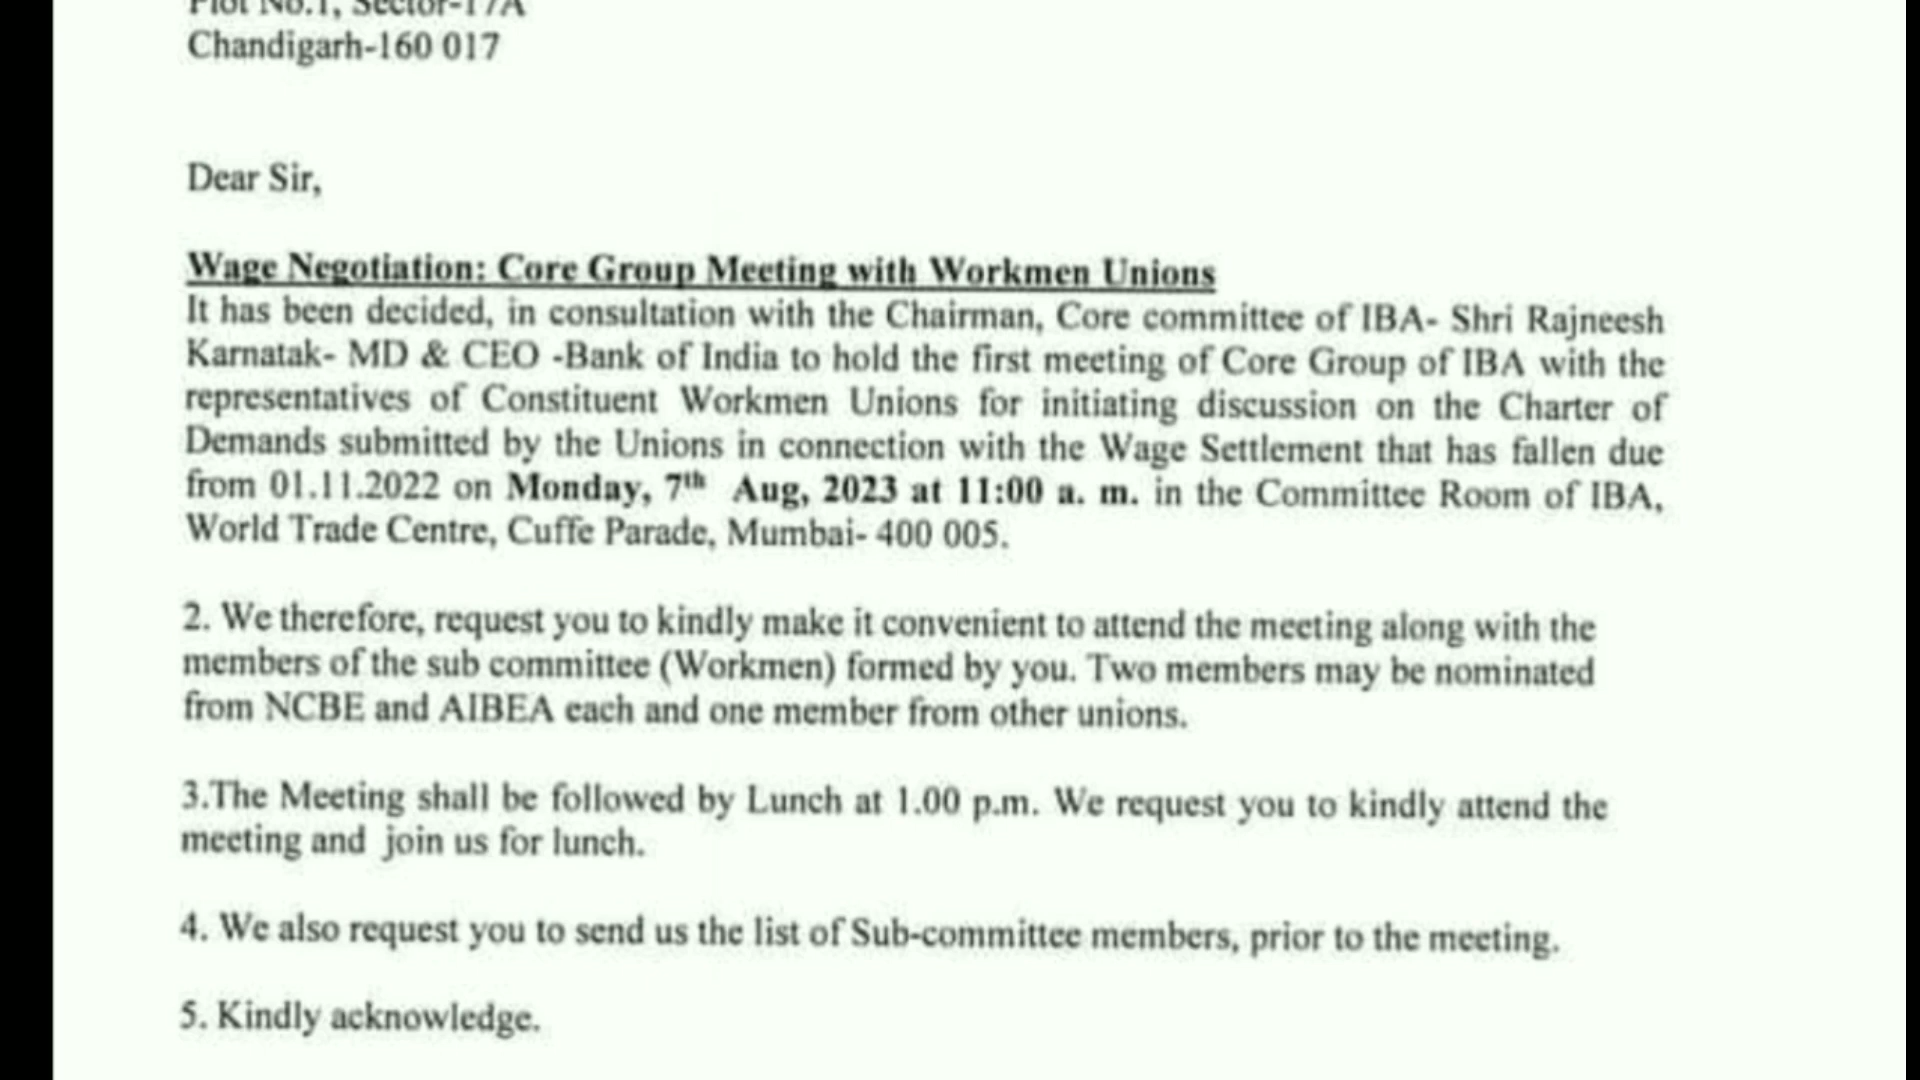 Plot No.1, Sector-17A
Chandigarh-160 017
Dear Sir,
Wage Negotiation: Core Group Meeting with Workmen Unions
It has been decided, in consultation with the Chairman, Core committee of IBA- Shri Rajneesh
Karnatak- MD & CEO -Bank of India to hold the first meeting of Core Group of IBA with the
representatives of Constituent Workmen Unions for initiating discussion on the Charter of
Demands submitted by the Unions in connection with the Wage Settlement that has fallen due
from 01.11.2022 on Monday, 7th Aug, 2023 at 11:00 a. m. in the Committee Room of IBA,
World Trade Centre, Cuffe Parade, Mumbai- 400 005.
2. We therefore, request you to kindly make it convenient to attend the meeting along with the
members of the sub committee (Workmen) formed by you. Two members may be nominated
from NCBE and AIBEA each and one member from other unions.
3.The Meeting shall be followed by Lunch at 1.00 p.m. We request you to kindly attend the
meeting and join us for lunch.
4. We also request you to send us the list of Sub-committee members, prior to the meeting.
5. Kindly acknowledge.